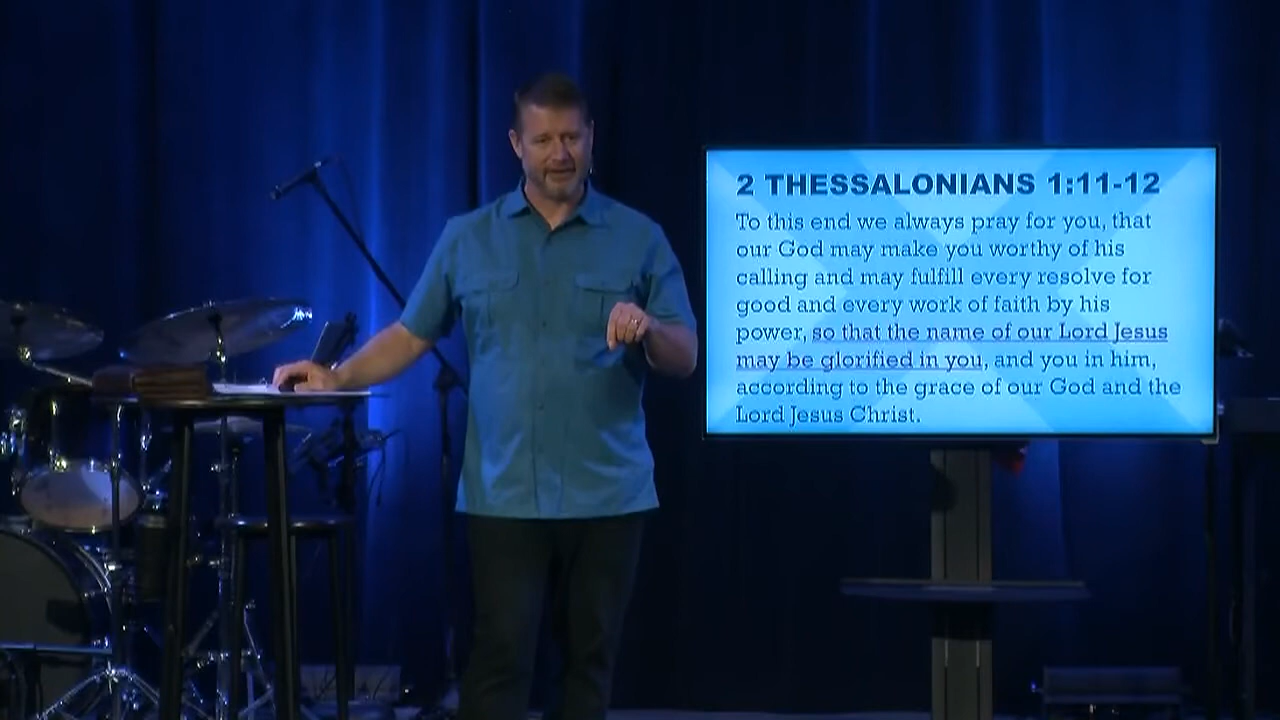 2 THESSALONIANS 1:11-12
To this end we always pray for you, that
our God may make you worthy of his
calling and may fulfill every resolve for
good and every work of faith by his
power, so that the name of our Lord Jesus
may be glorified in you, and you in him,
according to the grace of our God and the
Lord Jesus Christ.